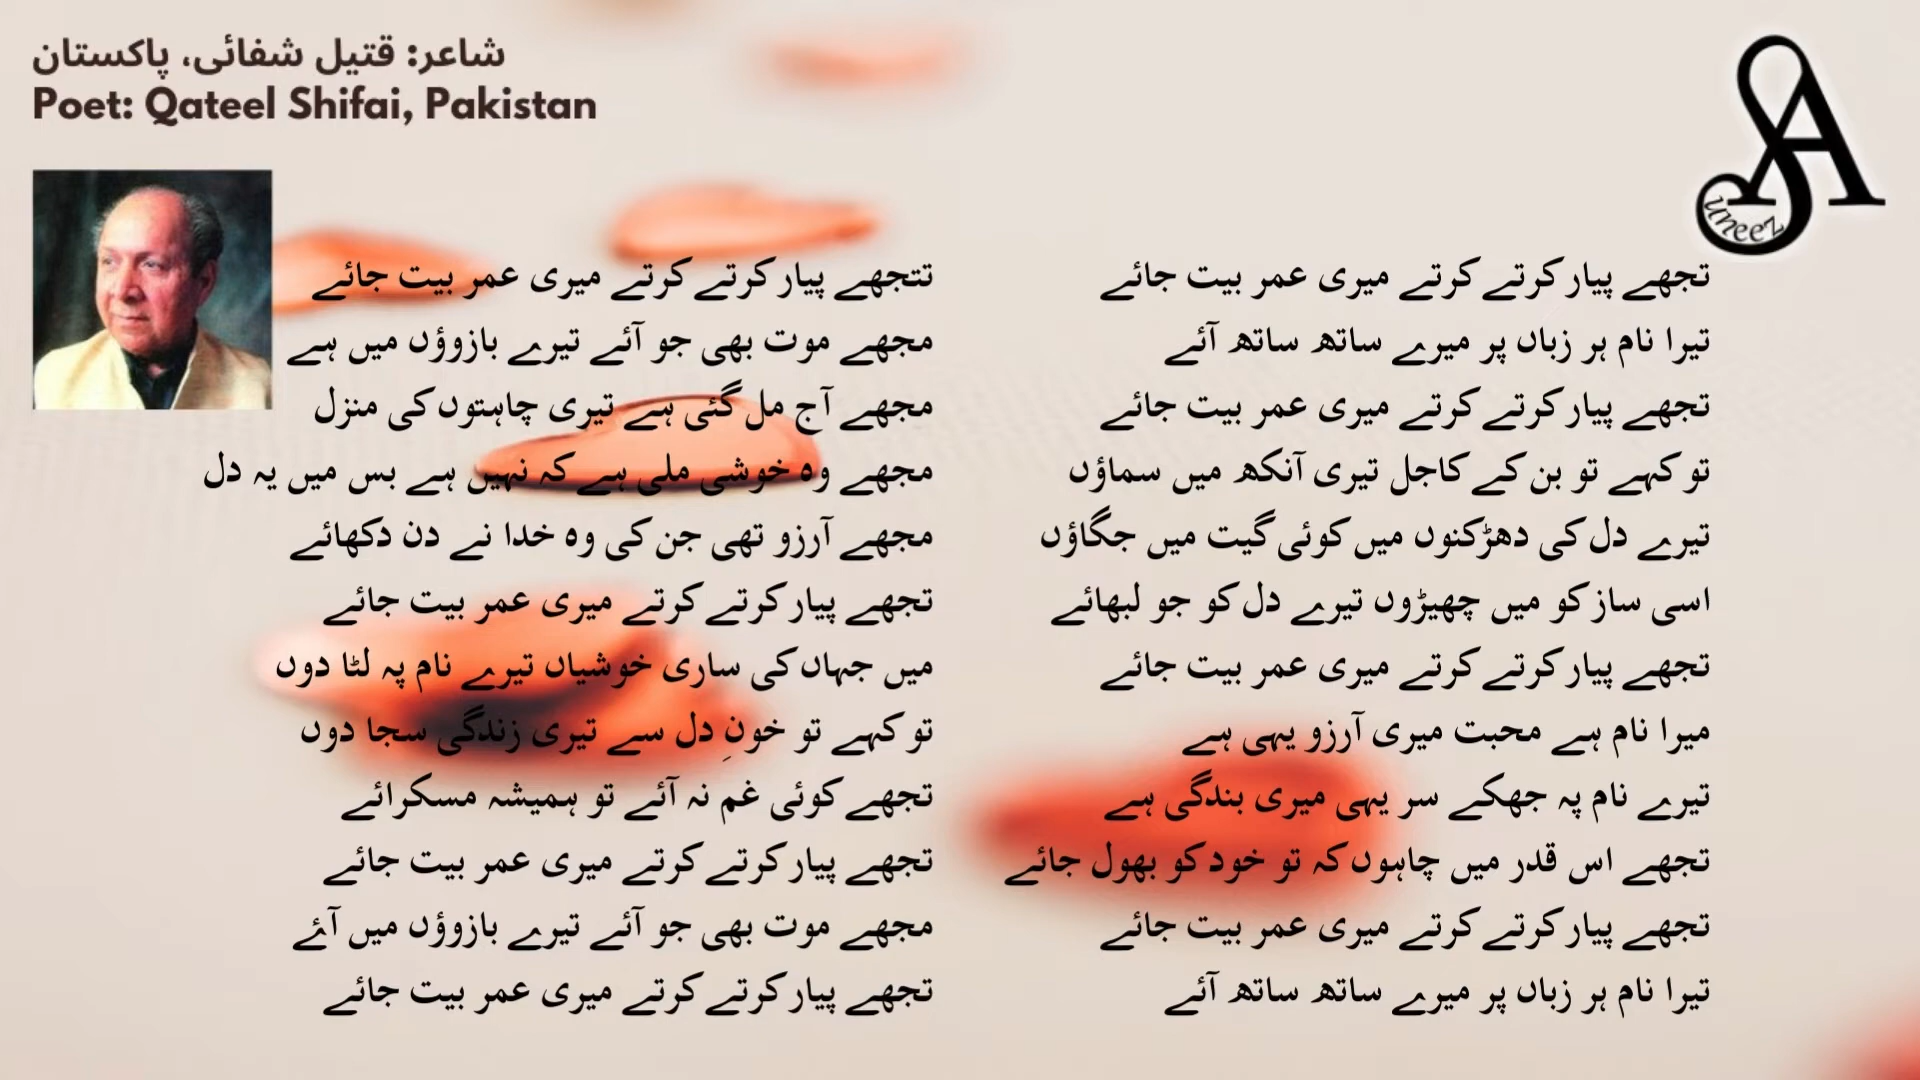 شاعر: قتیل شفائی، پاکستان
Poet: Qateel Shifai, Pakistan
SA
uneez
تجھے پیار کرتے کرتے میری عمر بیت جائے
تیرا نام ہر زباں پر میرے ساتھ ساتھ آئے
تجھے پیار کرتے کرتے میری عمر بیت جائے
تو کہے تو بن کے کاجل تیری آنکھ میں سماؤں
تیرے دل کی دھڑکنوں میں کوئی گیت میں جگاؤں
اسی ساز کو میں چھیڑوں تیرے دل کو جو لبھائے
تجھے پیار کرتے کرتے میری عمر بیت جائے
میرا نام ہے محبت میری آرزو یہی ہے
تیرے نام پہ جھکے سر یہی میری بندگی ہے
تجھے اس قدر میں چاہوں کہ تو خود کو بھول جائے
تجھے پیار کرتے کرتے میری عمر بیت جائے
تیرا نام ہر زباں پر میرے ساتھ ساتھ آئے
تتجھے پیار کرتے کرتے میری عمر بیت جائے
مجھے موت بھی جو آئے تیرے بازوؤں میں ہے
مجھے آج مل گئی ہے تیری چاہتوں کی منزل
مجھے وہ خوشی ملی ہے کہ نہیں ہے بس میں یہ دل
مجھے آرزو تھی جن کی وہ خدا نے دن دکھائے
تجھے پیار کرتے کرتے میری عمر بیت جائے
میں جہاں کی ساری خوشیاں تیرے نام پہ لٹا دوں
تو کہے تو خونِ دل سے تیری زندگی سجا دوں
تجھے کوئی غم نہ آئے تو ہمیشہ مسکرائے
تجھے پیار کرتے کرتے میری عمر بیت جائے
مجھے موت بھی جو آئے تیرے بازوؤں میں آۓ
تجھے پیار کرتے کرتے میری عمر بیت جائے